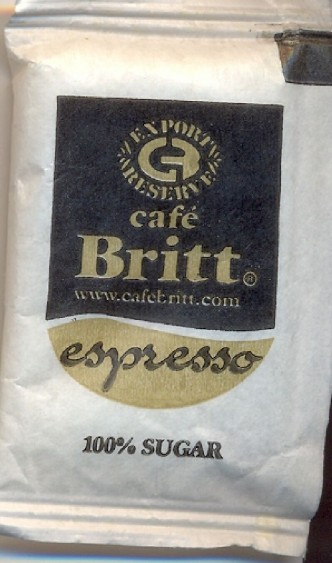 EXPORT
RESERVE
café
Britt®
www.cafebritt.com
espresso
100% SUGAR